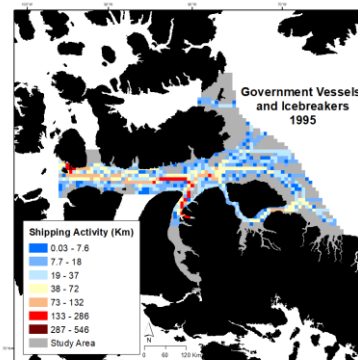 Government Vessels
and Icebreakers
1995
Shipping Activity (Km)
0.03 - 7.6
7.7 - 18
19 - 37
38 - 72
73 - 132
133 - 286
287 - 546
Study Area
0 60 120 Km